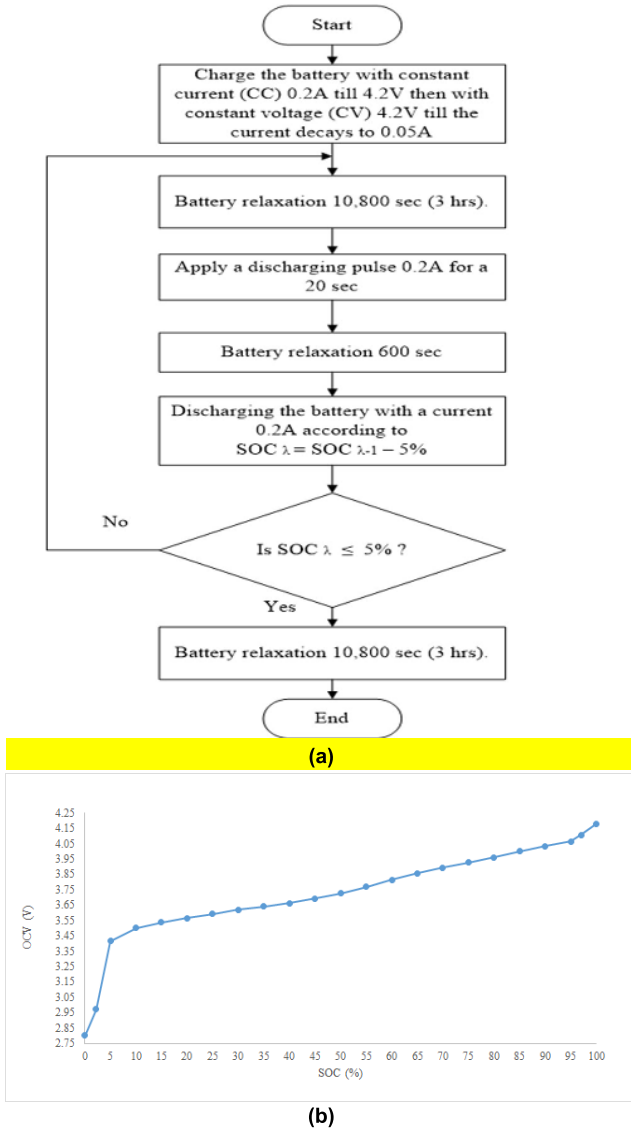 Start
Charge the battery with constant
current (CC) 0.2A till 4.2V then with
constant voltage (CV) 4.2V till the
current decays to 0.05A
Battery relaxation 10,800 sec (3 hrs).
Apply a discharging pulse 0.2A for a
20 sec
Battery relaxation 600 sec
Discharging the battery with a current
0.2A according to
SOC λ = SOC λ-1 – 5%
No
Is SOC λ ≤ 5% ?
Yes
Battery relaxation 10,800 sec (3 hrs).
End
(a)
4.25
4.15
4.05
3.95
3.85
3.75
3.65
3.55
3.45
3.35
3.25
3.15
3.05
2.95
2.85
2.75
OCV (V)
0 5 10 15 20 25 30 35 40 45 50 55 60 65 70 75 80 85 90 95 100
SOC (%)
(b)